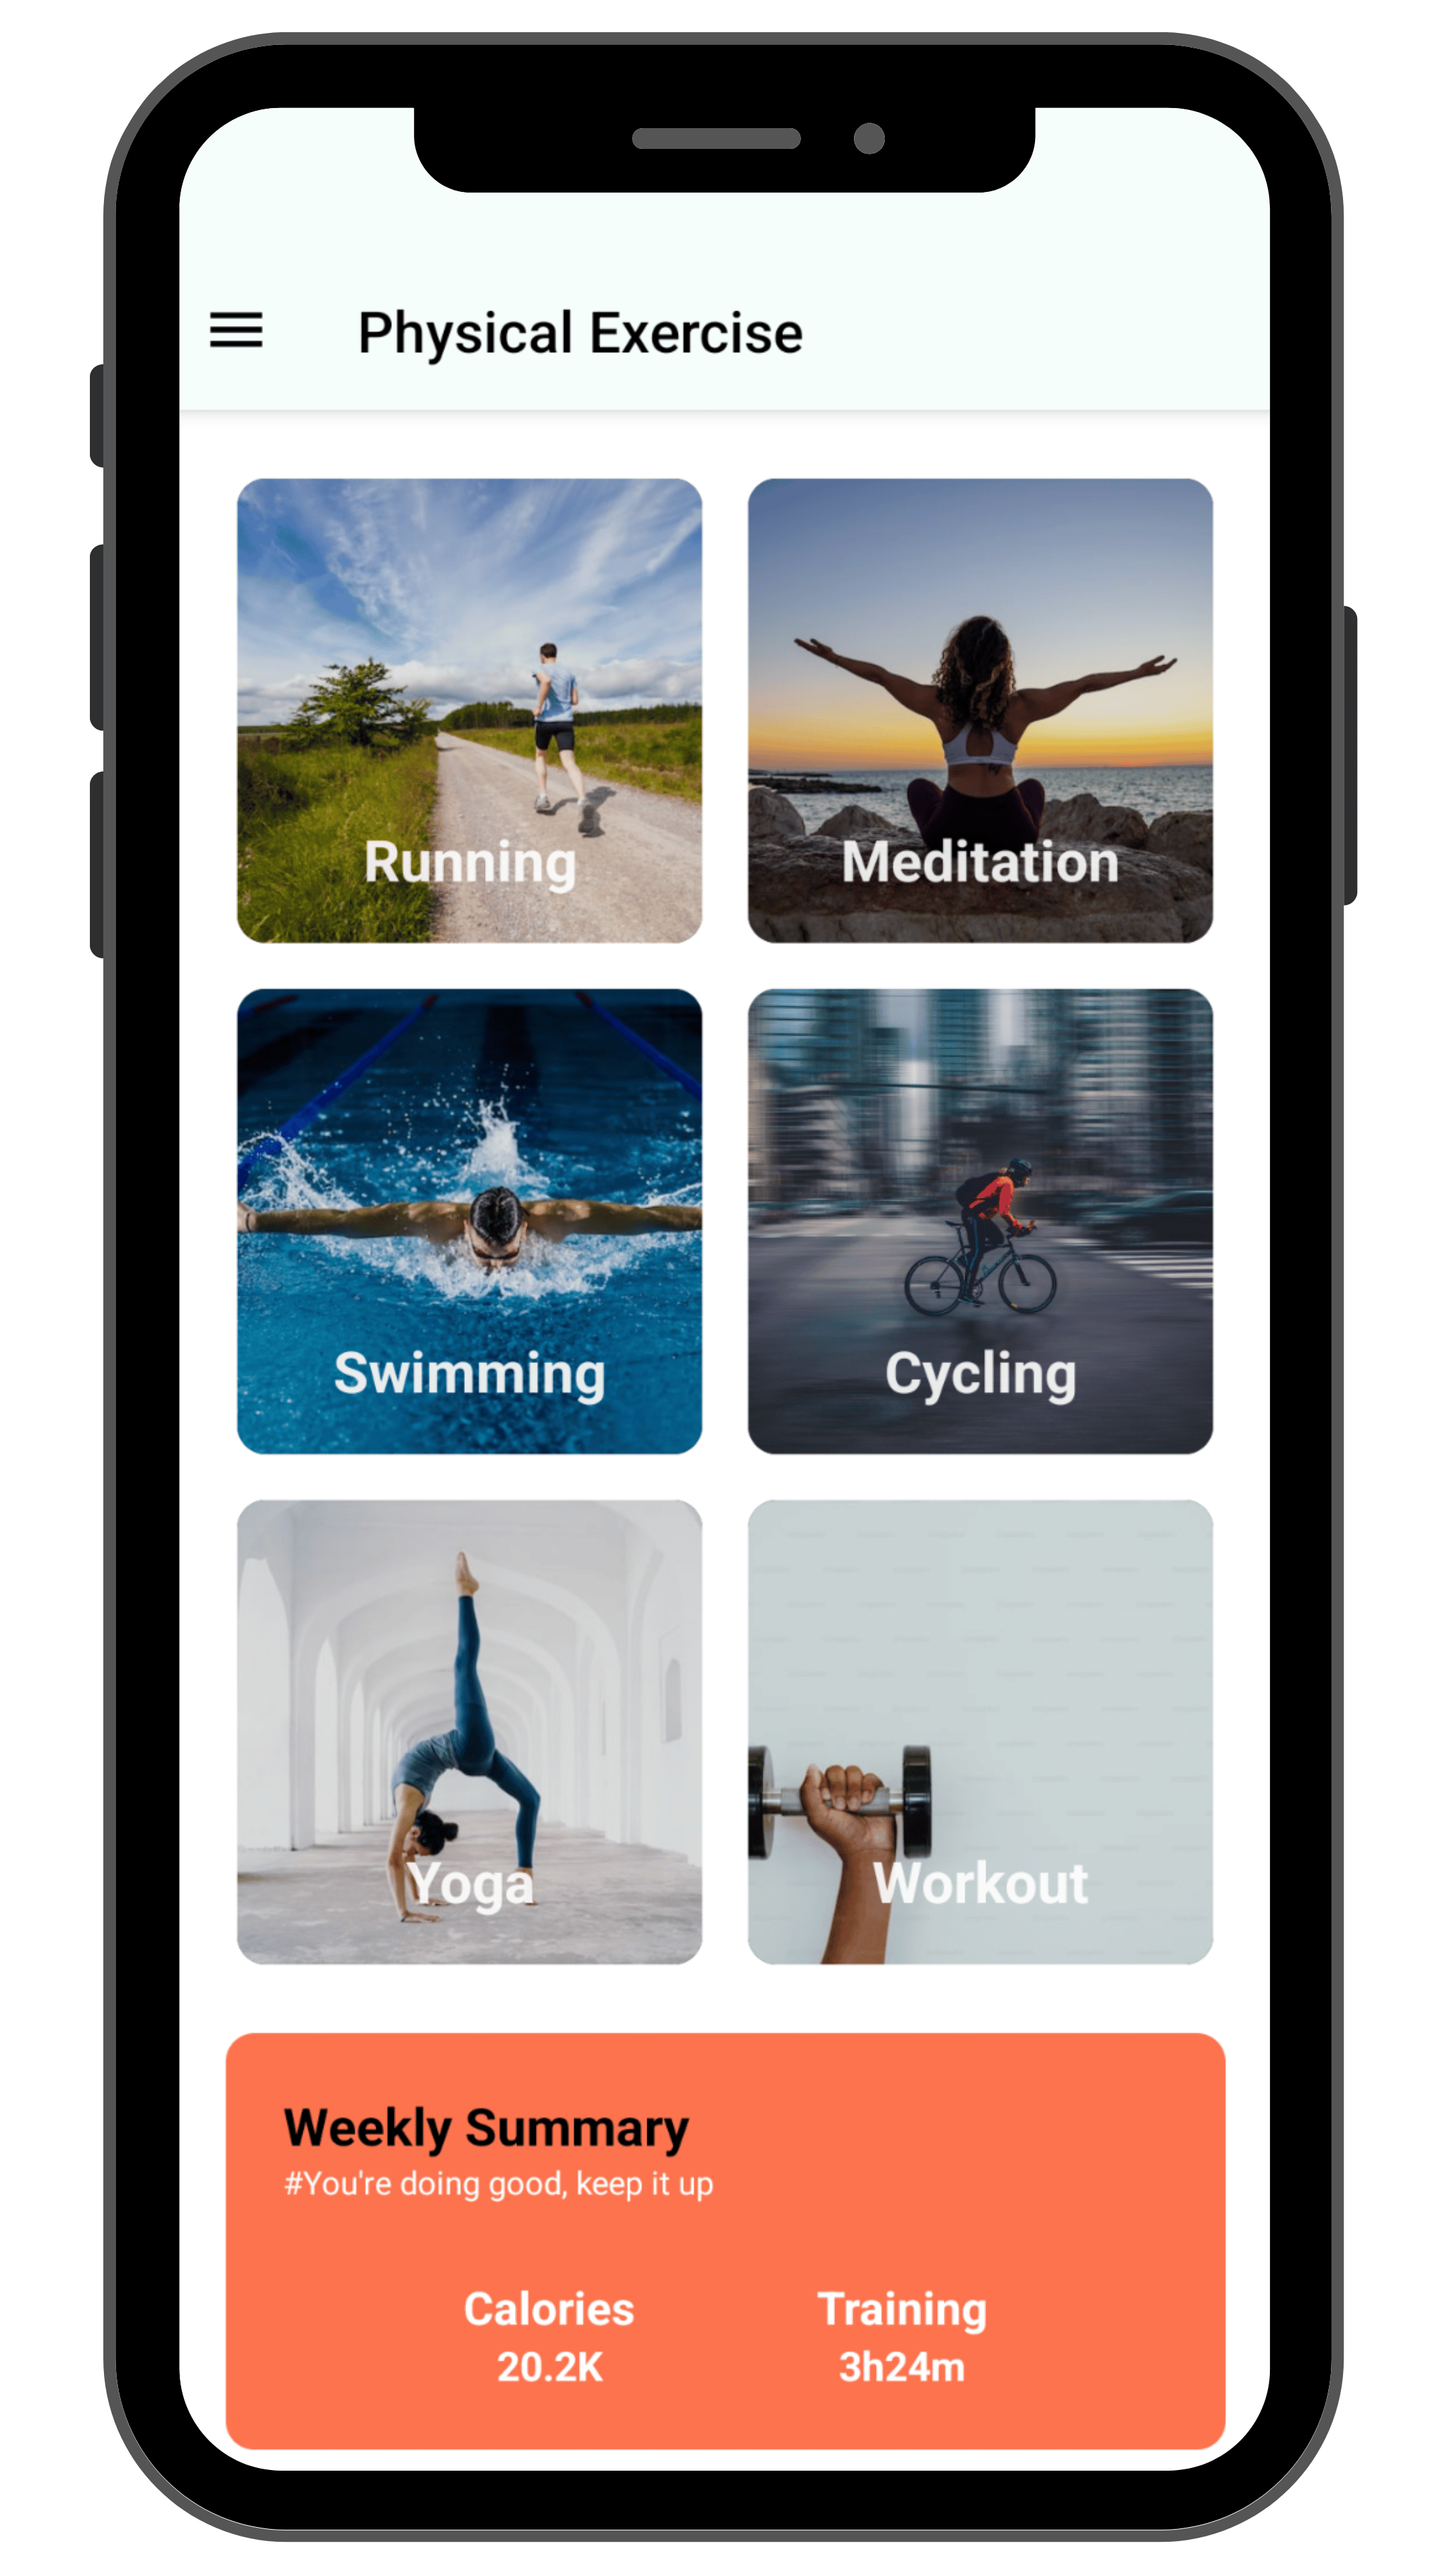 Physical Exercise
Running
Meditation
Swimming
Cycling
Yoga
Workout
Weekly Summary
#You're doing good, keep it up
Calories
Training
20.2K
3h24m